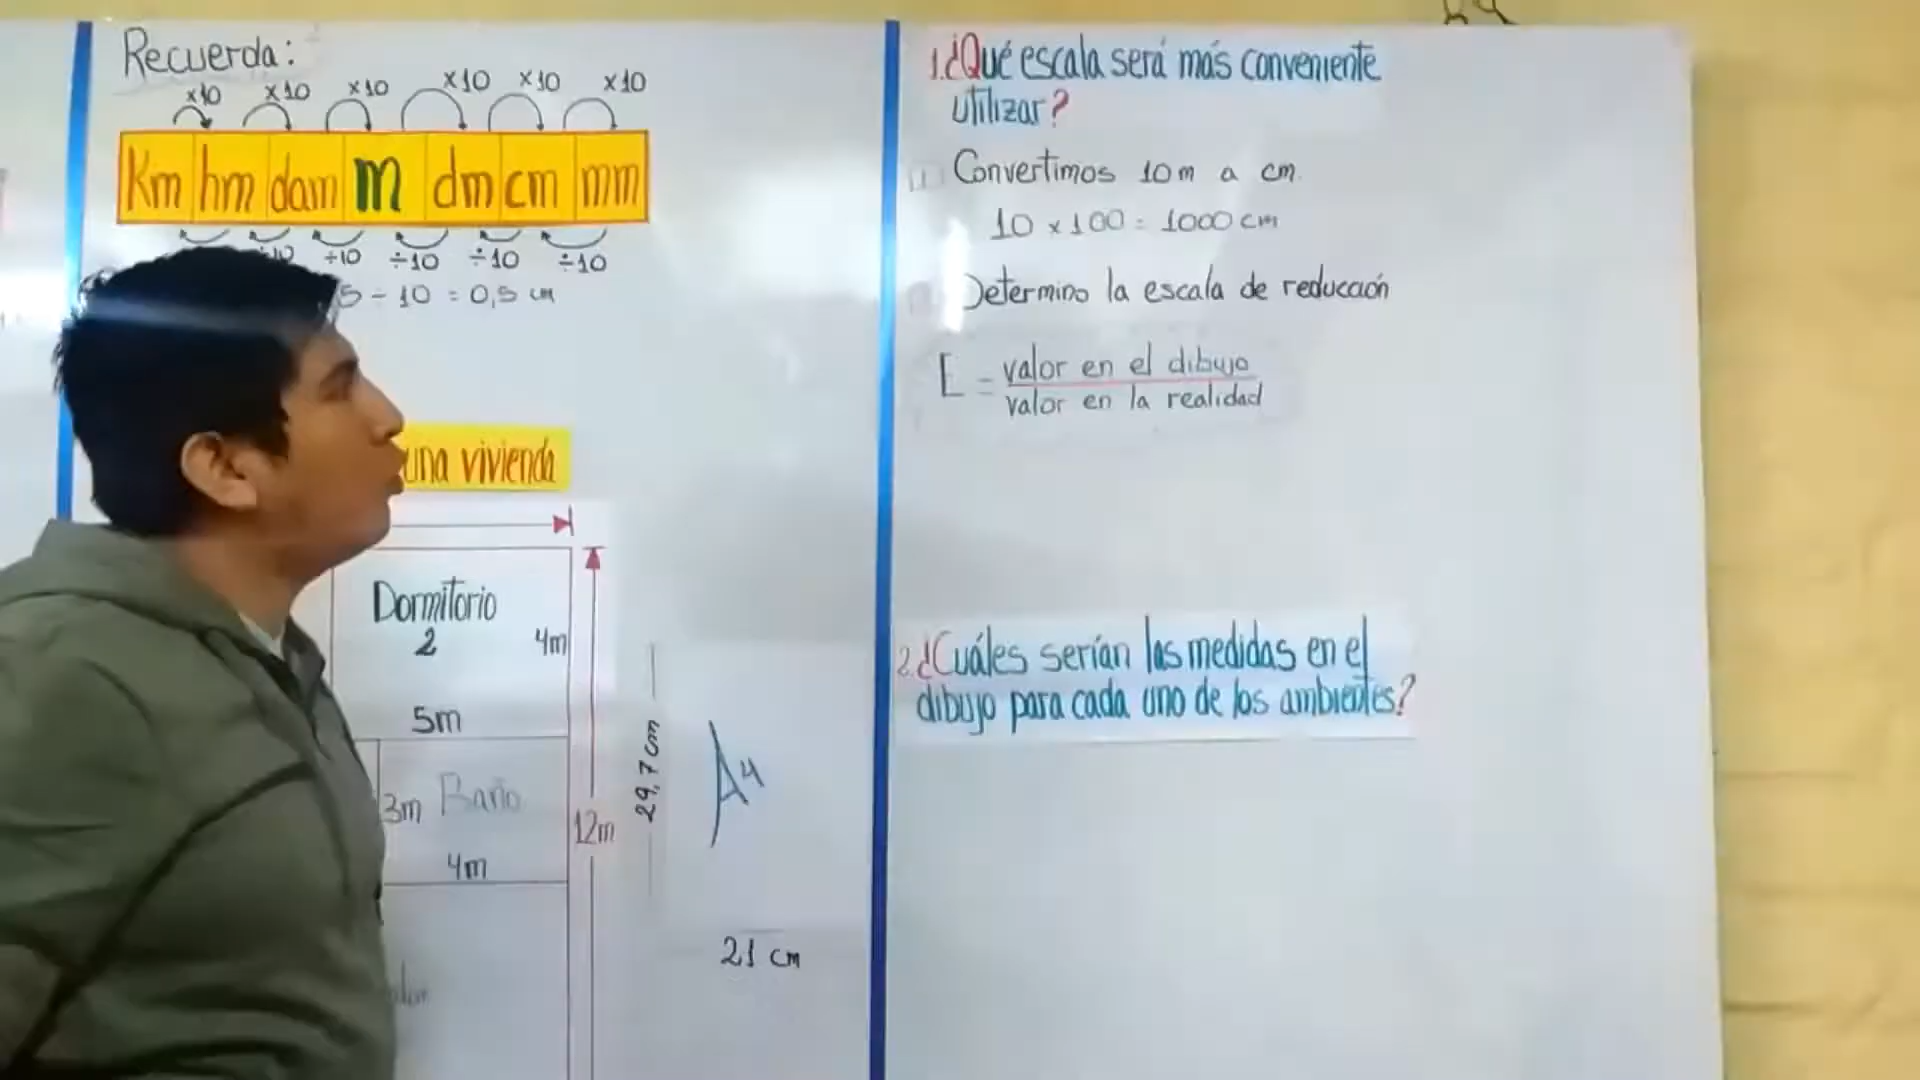 Recuerda:
x10 x10 x10 x10 x10 x10
Km hm dam m dm cm mm
÷10 ÷10 ÷10 ÷10
5 ÷ 10 = 0,5 cm
una vivienda
Dormitorio
2
4m
5m
3m Baño
4m
12m
29,7 cm
A4
21 cm
1.¿Qué escala será más conveniente
utilizar?
Convertimos 10 m a cm.
10 x 100 = 1000 cm
Determino la escala de reducción
E = valor en el dibujo
valor en la realidad
2.¿Cuáles serían las medidas en el
dibujo para cada uno de los ambientes?